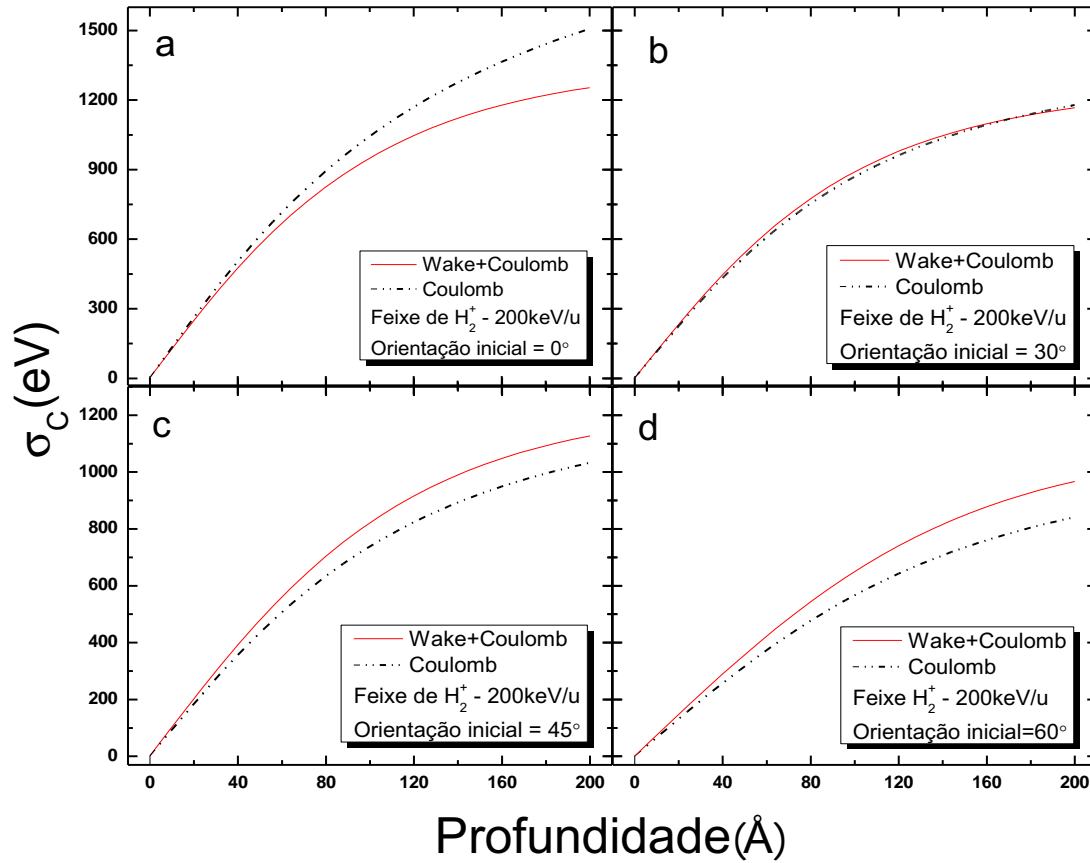 a
1500
1200
900
600
300
0
Wake+Coulomb
Coulomb
Feixe de H₂⁺ - 200keV/u
Orientação inicial = 0°
b
Wake+Coulomb
Coulomb
Feixe de H₂⁺ - 200keV/u
Orientação inicial = 30°
σ_C(eV)
c
1200
1000
800
600
400
200
0
Wake+Coulomb
Coulomb
Feixe de H₂⁺ - 200keV/u
Orientação inicial = 45°
0 40 80 120 160 200
d
Wake+Coulomb
Coulomb
Feixe H₂⁺ - 200keV/u
Orientação inicial=60°
0 40 80 120 160 200
Profundidade(Å)